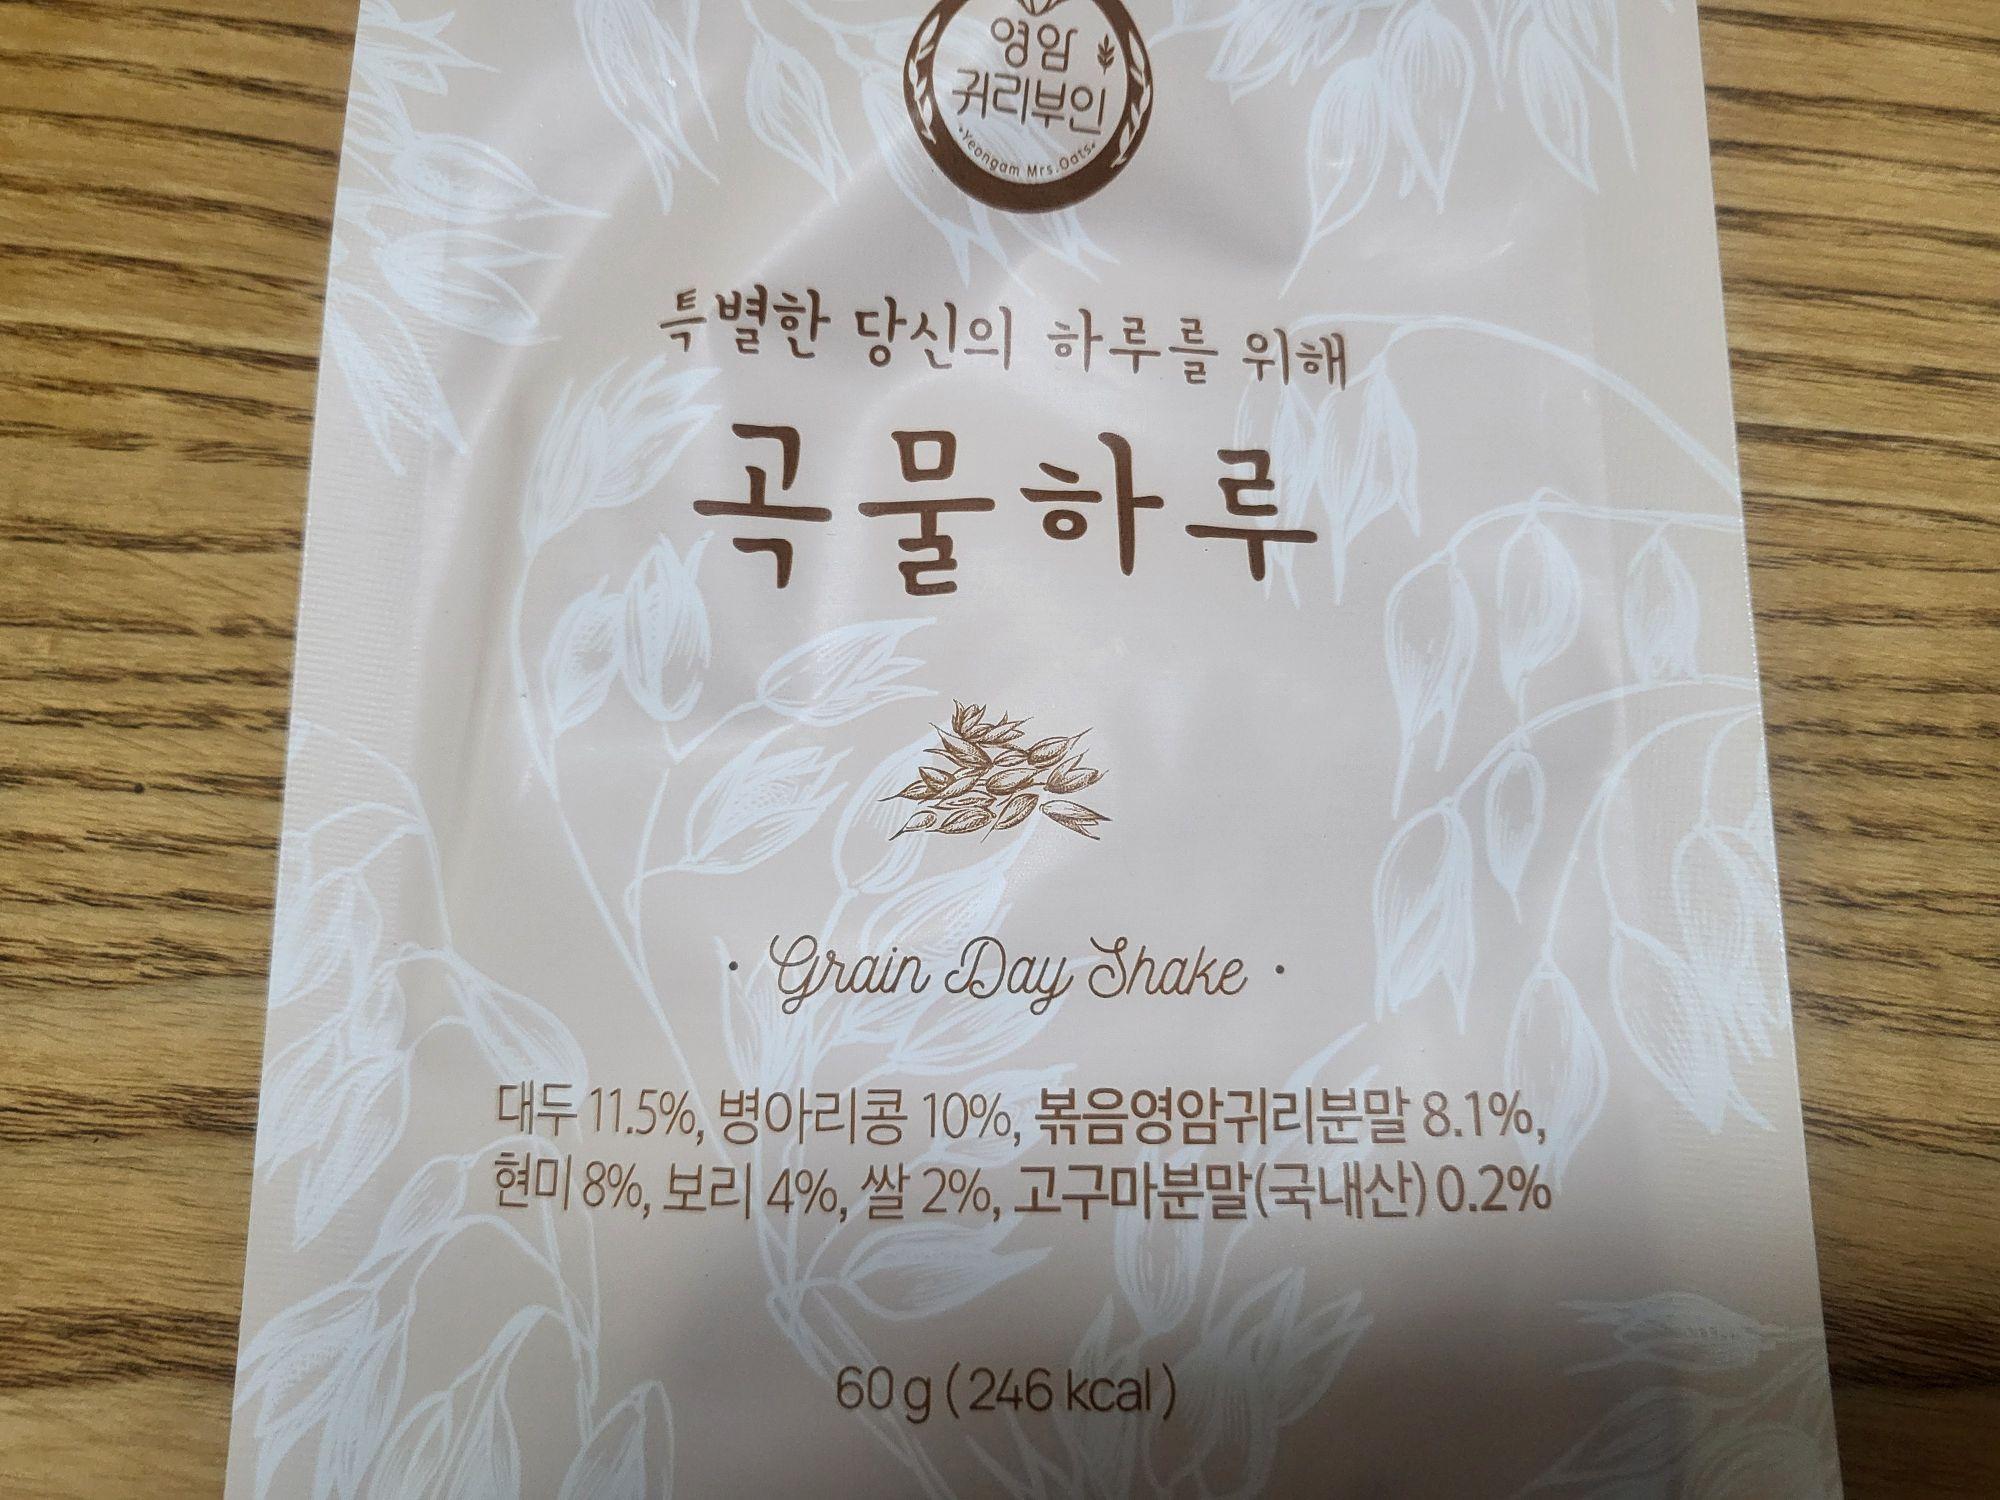 영암
귀리부인
•Yeongam Mrs.Oats•
특별한 당신의 하루를 위해
곡물하루
· Grain Day Shake ·
대두 11.5%, 병아리콩 10%, 볶음영암귀리분말 8.1%,
현미 8%, 보리 4%, 쌀 2%, 고구마분말(국내산) 0.2%
60 g ( 246 kcal )